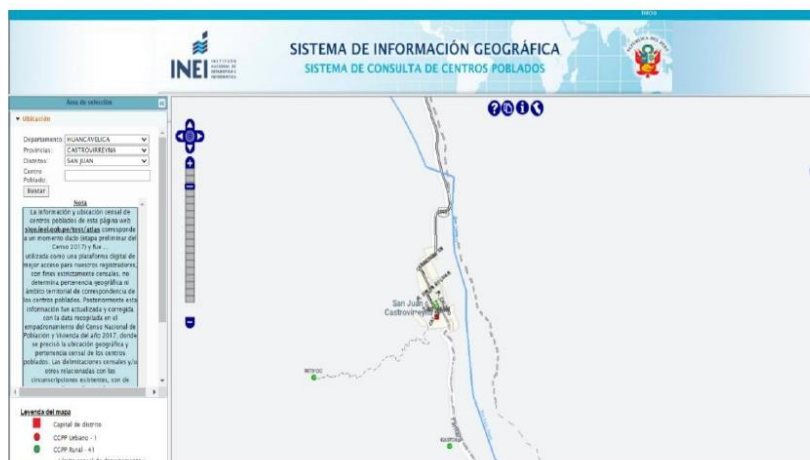 Inicio
INEI
INSTITUTO
NACIONAL DE
ESTADÍSTICA E
INFORMÁTICA
SISTEMA DE INFORMACIÓN GEOGRÁFICA
SISTEMA DE CONSULTA DE CENTROS POBLADOS
Área de selección
Ubicación
Departamento: HUANCAVELICA
Provincias: CASTROVIRREYNA
Distritos: SAN JUAN
Centro
Poblado:
Buscar
Nota
La información y ubicación censal de
centros poblados de esta página web
sige.inei.gob.pe/test/atlas corresponde
a un momento dado (etapa preliminar del
Censo 2017) y fue ...
utilizada como una plataforma digital de
mejor acceso para nuestros registradores,
con fines estrictamente censales, no
determina pertenencia geográfica ni
ámbito territorial de correspondencia de
los centros poblados. Posteriormente esta
información fue actualizada y corregida
con la data recopilada en el
empadronamiento del Censo Nacional de
Población y Vivienda del año 2017, donde
se precisó la ubicación geográfica y
pertenencia censal de los centros
poblados. Las delimitaciones censales y/u
otros relacionadas con las
circunscripciones existentes, son de
San Juan
Castrovirreyna
Leyenda del mapa
Capital de distrito
CCPP Urbano - 1
CCPP Rural - 41